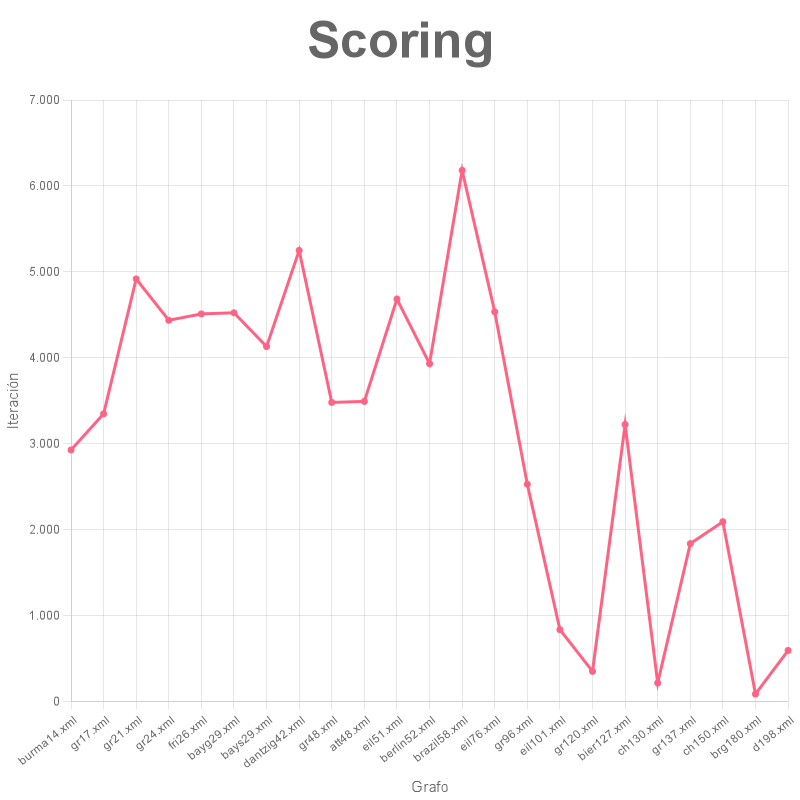 Scoring
7.000
6.000
5.000
4.000
3.000
2.000
1.000
0
Iteración
burma14.xml
gr17.xml
gr21.xml
gr24.xml
fri26.xml
bayg29.xml
bays29.xml
dantzig42.xml
gr48.xml
att48.xml
eil51.xml
berlin52.xml
brazil58.xml
eil76.xml
gr96.xml
eil101.xml
gr120.xml
bier127.xml
ch130.xml
gr137.xml
ch150.xml
brg180.xml
d198.xml
Grafo